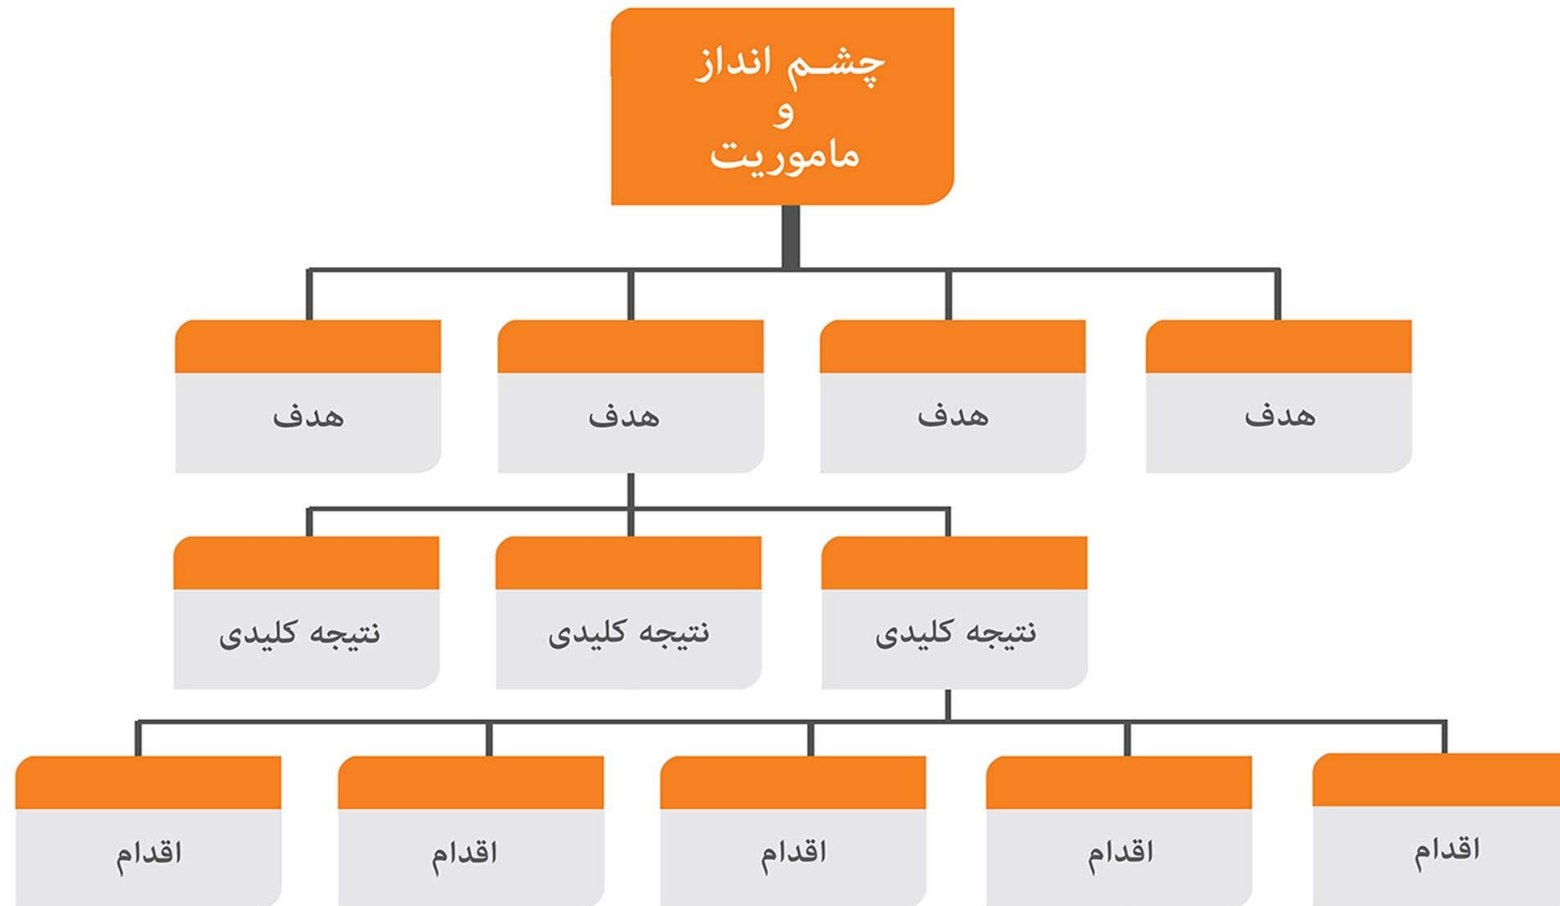 چشم انداز
و
ماموریت
هدف
هدف
هدف
هدف
نتیجه کلیدی
نتیجه کلیدی
نتیجه کلیدی
اقدام
اقدام
اقدام
اقدام
اقدام